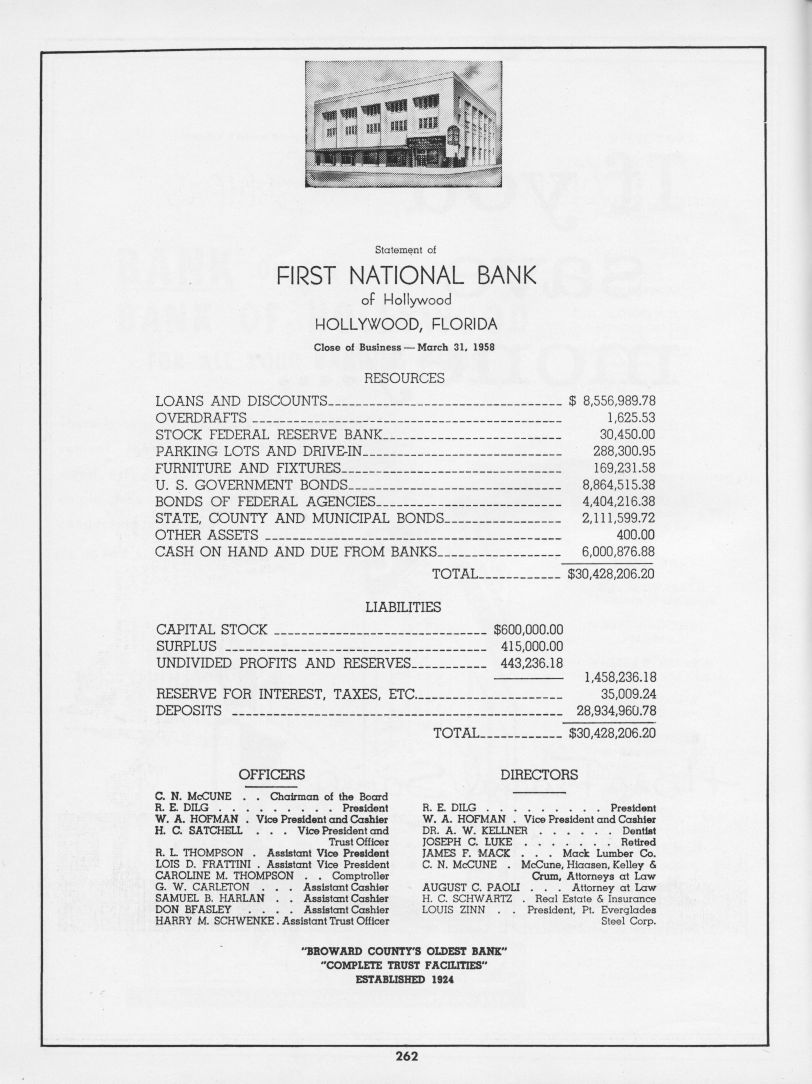 Statement of
FIRST NATIONAL BANK
of Hollywood
HOLLYWOOD, FLORIDA
Close of Business — March 31, 1958
RESOURCES
LOANS AND DISCOUNTS $ 8,556,989.78
OVERDRAFTS 1,625.53
STOCK FEDERAL RESERVE BANK 30,450.00
PARKING LOTS AND DRIVE-IN 288,300.95
FURNITURE AND FIXTURES 169,231.58
U. S. GOVERNMENT BONDS 8,864,515.38
BONDS OF FEDERAL AGENCIES 4,404,216.38
STATE, COUNTY AND MUNICIPAL BONDS 2,111,599.72
OTHER ASSETS 400.00
CASH ON HAND AND DUE FROM BANKS 6,000,876.88
TOTAL $30,428,206.20
LIABILITIES
CAPITAL STOCK $600,000.00
SURPLUS 415,000.00
UNDIVIDED PROFITS AND RESERVES 443,236.18
1,458,236.18
RESERVE FOR INTEREST, TAXES, ETC. 35,009.24
DEPOSITS 28,934,960.78
TOTAL $30,428,206.20
OFFICERS
C. N. McCUNE . . Chairman of the Board
R. E. DILG . . . . . . . . . President
W. A. HOFMAN . Vice President and Cashier
H. C. SATCHELL . . . Vice President and
Trust Officer
R. L. THOMPSON . Assistant Vice President
LOIS D. FRATTINI . Assistant Vice President
CAROLINE M. THOMPSON . . Comptroller
G. W. CARLETON . . . Assistant Cashier
SAMUEL B. HARLAN . . Assistant Cashier
DON BFASLEY . . . . Assistant Cashier
HARRY M. SCHWENKE . Assistant Trust Officer
DIRECTORS
R. E. DILG . . . . . . . . . President
W. A. HOFMAN . Vice President and Cashier
DR. A. W. KELLNER . . . . . . Dentist
JOSEPH C. LUKE . . . . . . . Retired
JAMES F. MACK . . . Mack Lumber Co.
C. N. McCUNE . McCune, Hiaasen, Kelley &
Crum, Attorneys at Law
AUGUST C. PAOLI . . . Attorney at Law
H. C. SCHWARTZ . Real Estate & Insurance
LOUIS ZINN . . President, Pt. Everglades
Steel Corp.
"BROWARD COUNTY'S OLDEST BANK"
"COMPLETE TRUST FACILITIES"
ESTABLISHED 1924
262